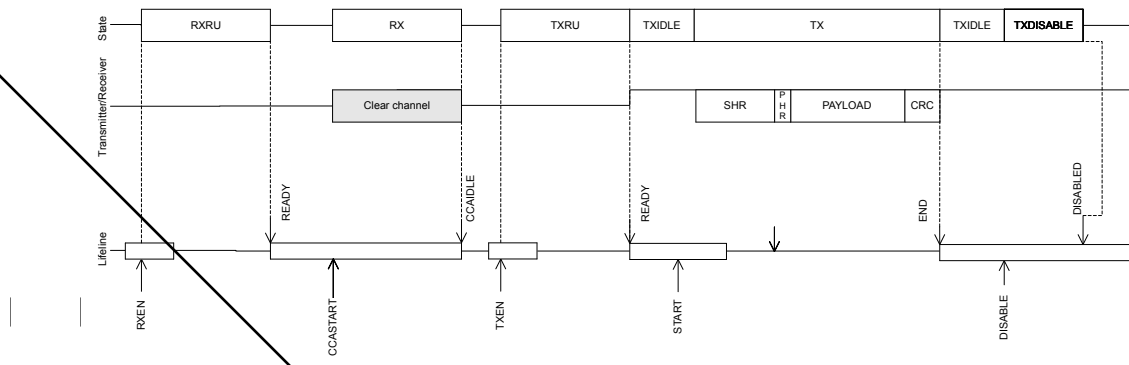 State
RXRU
RX
TXRU
TXIDLE
TX
TXIDLE
TXDISABLE
Transmitter/Receiver
Clear channel
SHR
PHR
PAYLOAD
CRC
READY
CCAIDLE
READY
END
DISABLED
Lifeline
RXEN
CCASTART
TXEN
START
DISABLE